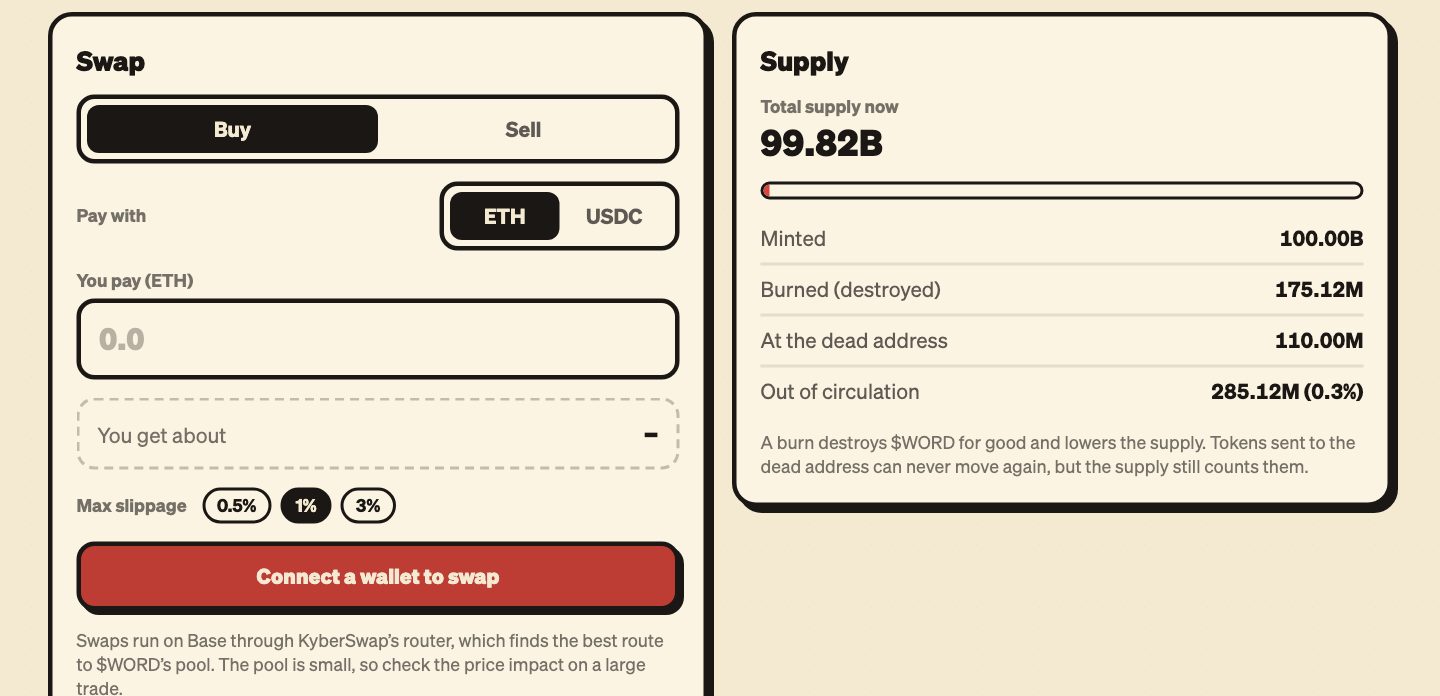 Swap
Buy
Sell
Pay with
ETH
USDC
You pay (ETH)
0.0
You get about
–
Max slippage
0.5%
1%
3%
Connect a wallet to swap
Swaps run on Base through KyberSwap’s router, which finds the best route
to $WORD’s pool. The pool is small, so check the price impact on a large
trade.
Supply
Total supply now
99.82B
Minted
100.00B
Burned (destroyed)
175.12M
At the dead address
110.00M
Out of circulation
285.12M (0.3%)
A burn destroys $WORD for good and lowers the supply. Tokens sent to the
dead address can never move again, but the supply still counts them.